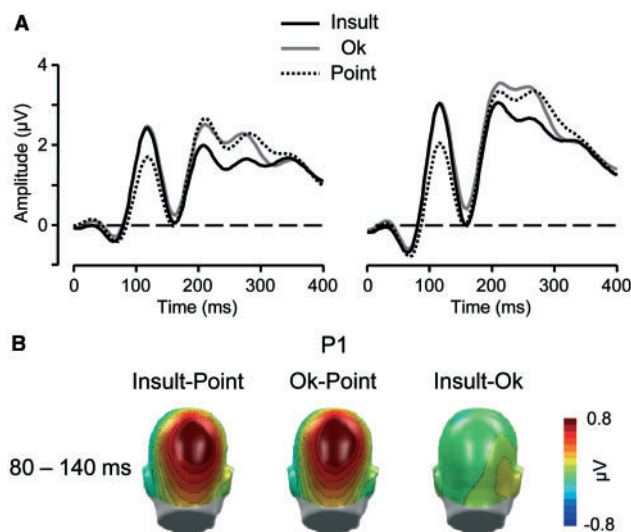 A
Insult
Ok
Point
Amplitude (µV)
4
2
0
0 100 200 300 400
Time (ms)
0 100 200 300 400
Time (ms)
B
P1
Insult-Point Ok-Point Insult-Ok
80 – 140 ms
0.8
µV
-0.8